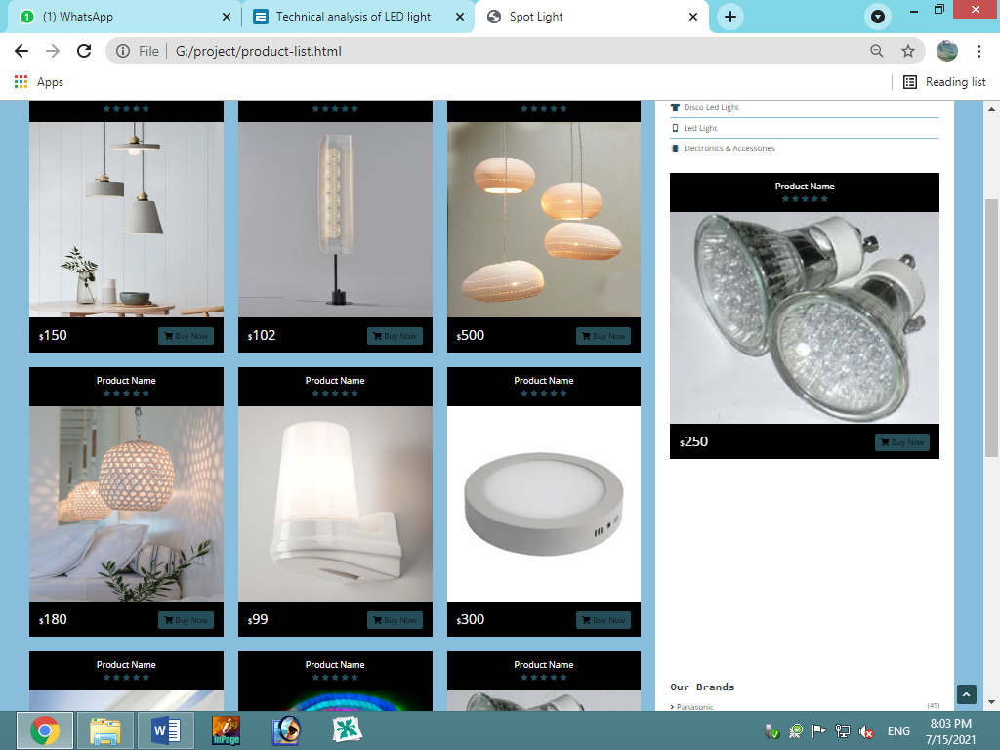 (1) WhatsApp
Technical analysis of LED light
Spot Light
File
G:/project/product-list.html
Apps
Reading list
Disco Led Light
Led Light
Electronics & Accessories
$150
Buy Now
$102
Buy Now
$500
Buy Now
Product Name
$250
Buy Now
Product Name
Product Name
Product Name
$180
Buy Now
$99
Buy Now
$300
Buy Now
Product Name
Product Name
Product Name
Our Brands
Panasonic
(45)
InPage
ENG
8:03 PM
7/15/2021